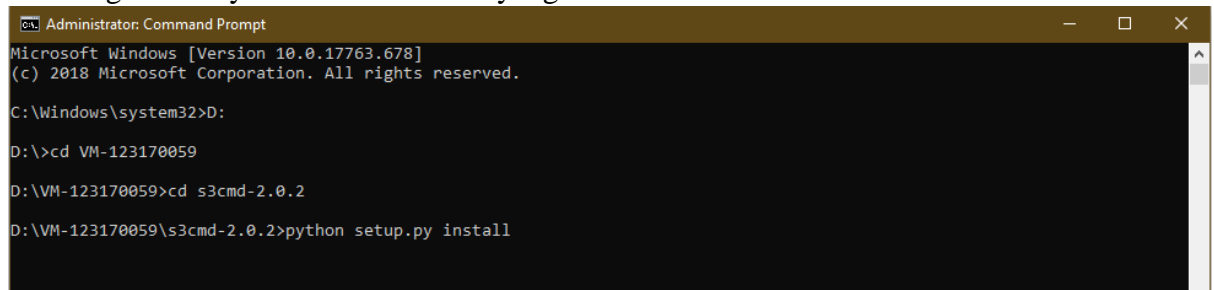 Administrator: Command Prompt
Microsoft Windows [Version 10.0.17763.678]
(c) 2018 Microsoft Corporation. All rights reserved.
C:\Windows\system32>D:
D:\>cd VM-123170059
D:\VM-123170059>cd s3cmd-2.0.2
D:\VM-123170059\s3cmd-2.0.2>python setup.py install